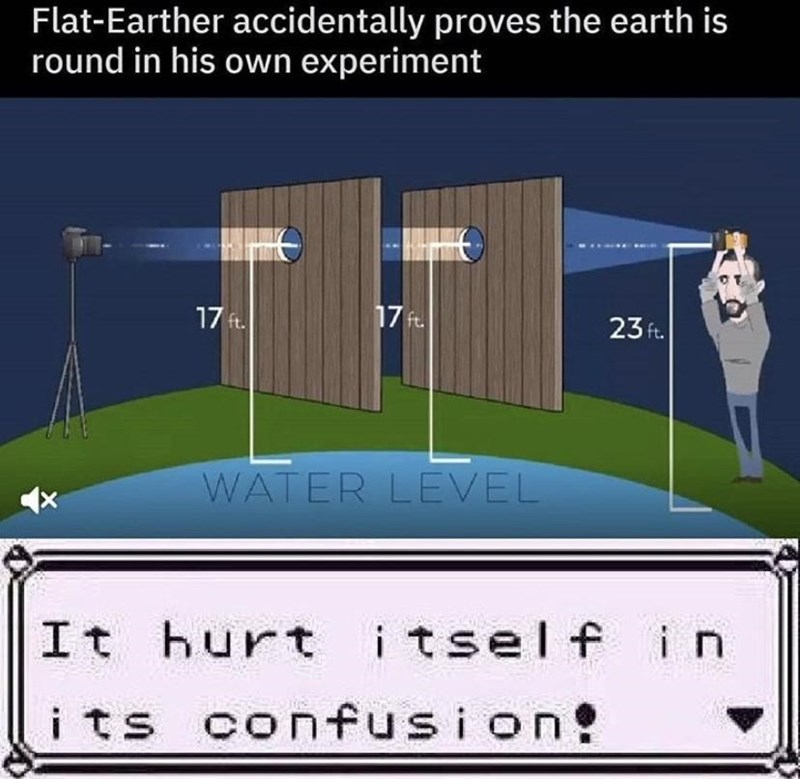 Flat-Earther accidentally proves the earth is
round in his own experiment
17 ft.
17 ft.
23 ft.
WATER LEVEL
It hurt itself in
its confusion!